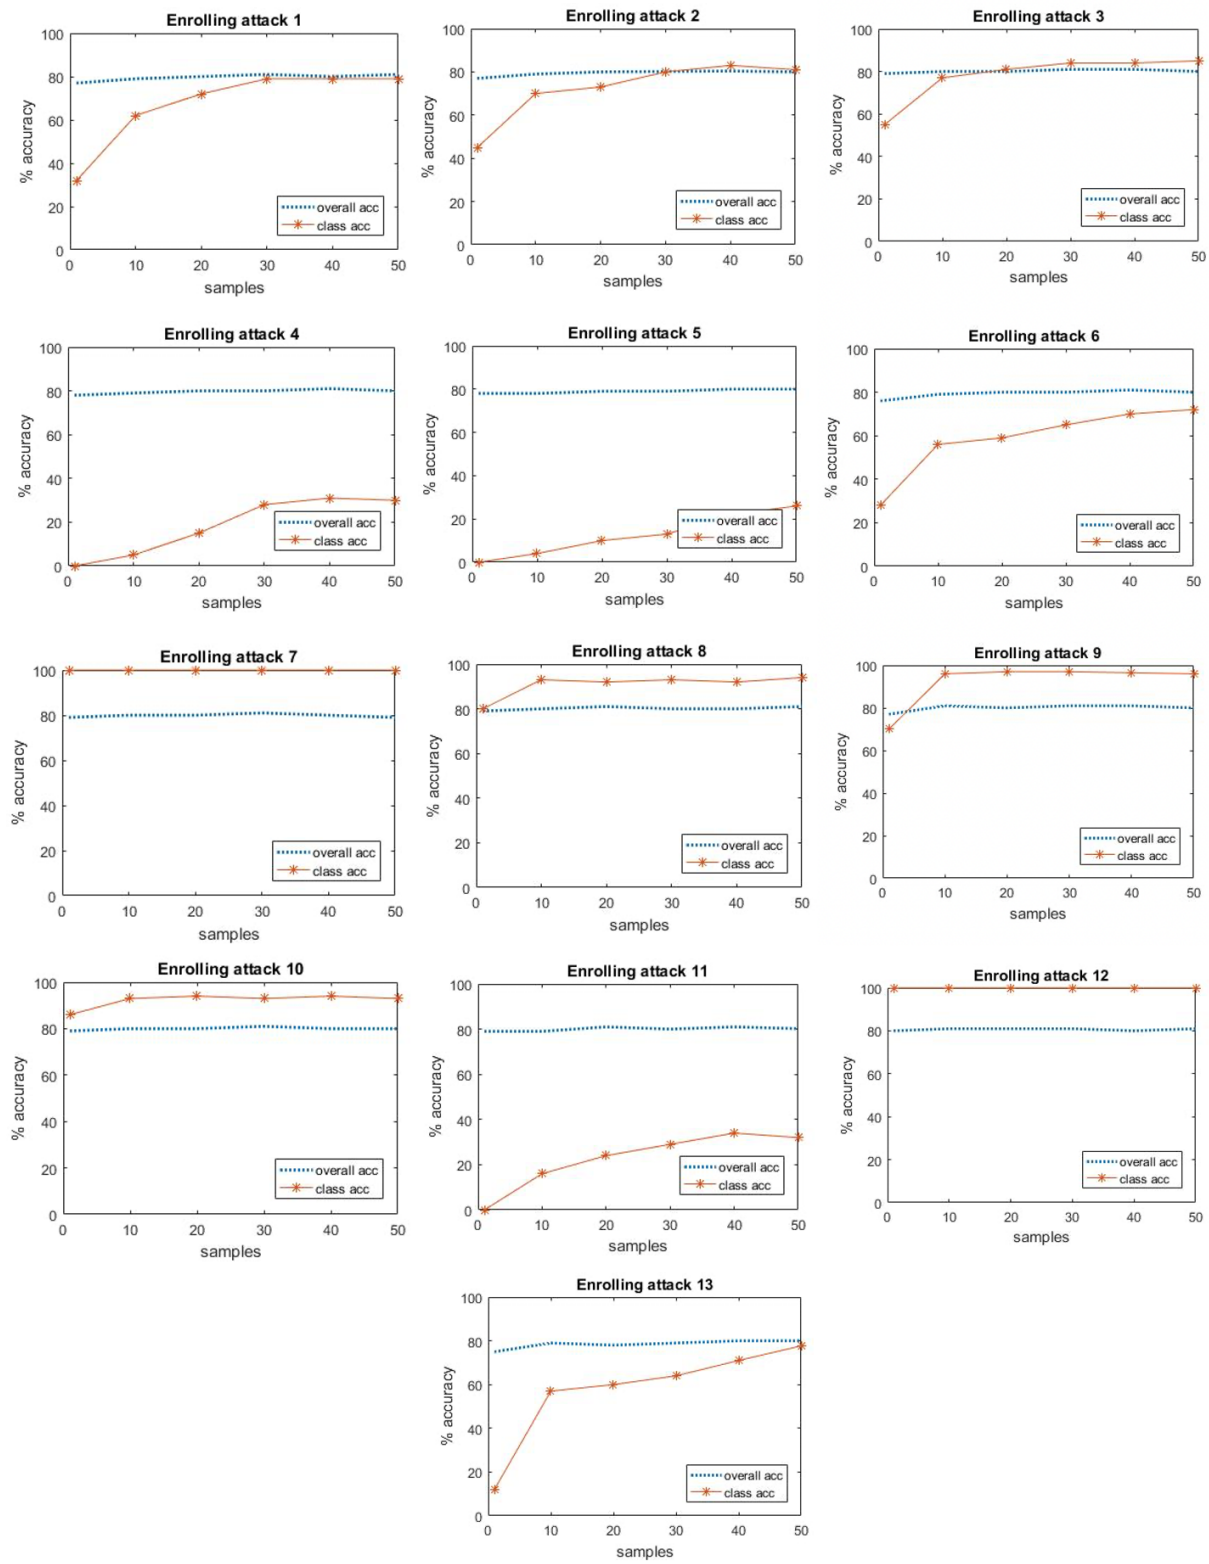 Enrolling attack 1
100
80
60
40
20
0
% accuracy
overall acc
class acc
0 10 20 30 40 50
samples
Enrolling attack 2
100
80
60
40
20
0
% accuracy
overall acc
class acc
0 10 20 30 40 50
samples
Enrolling attack 3
100
80
60
40
20
0
% accuracy
overall acc
class acc
0 10 20 30 40 50
samples
Enrolling attack 4
100
80
60
40
20
0
% accuracy
overall acc
class acc
0 10 20 30 40 50
samples
Enrolling attack 5
100
80
60
40
20
0
% accuracy
overall acc
class acc
0 10 20 30 40 50
samples
Enrolling attack 6
100
80
60
40
20
0
% accuracy
overall acc
class acc
0 10 20 30 40 50
samples
Enrolling attack 7
100
80
60
40
20
0
% accuracy
overall acc
class acc
0 10 20 30 40 50
samples
Enrolling attack 8
100
80
60
40
20
0
% accuracy
overall acc
class acc
0 10 20 30 40 50
samples
Enrolling attack 9
100
80
60
40
20
0
% accuracy
overall acc
class acc
0 10 20 30 40 50
samples
Enrolling attack 10
100
80
60
40
20
0
% accuracy
overall acc
class acc
0 10 20 30 40 50
samples
Enrolling attack 11
100
80
60
40
20
0
% accuracy
overall acc
class acc
0 10 20 30 40 50
samples
Enrolling attack 12
100
80
60
40
20
0
% accuracy
overall acc
class acc
0 10 20 30 40 50
samples
Enrolling attack 13
100
80
60
40
20
0
% accuracy
overall acc
class acc
0 10 20 30 40 50
samples